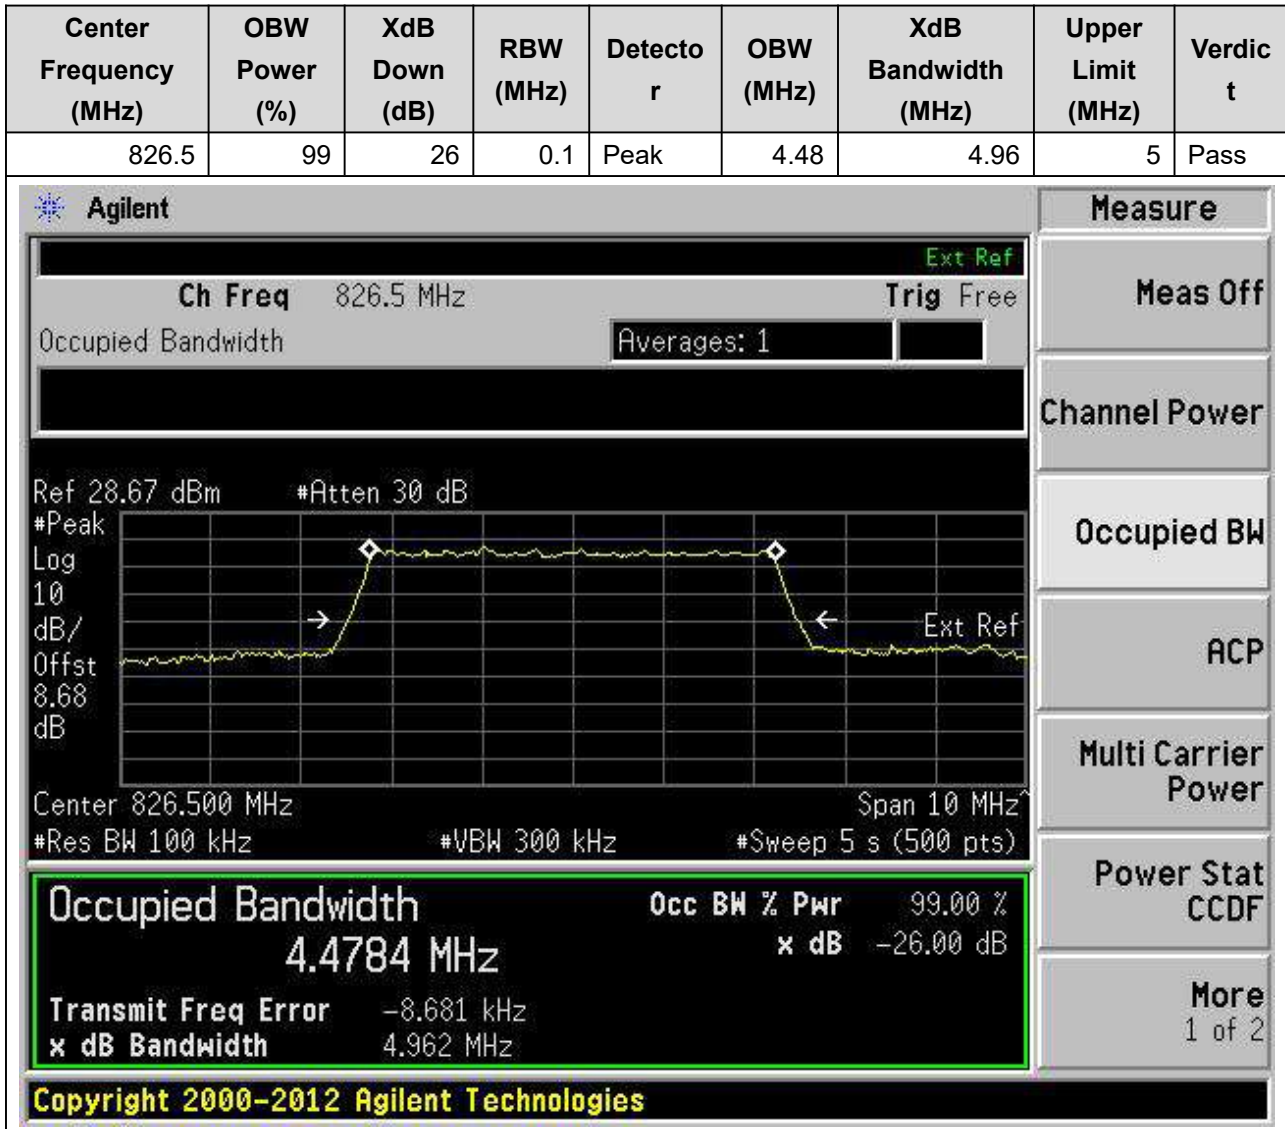 Center Frequency (MHz) OBW Power (%) XdB Down (dB) RBW (MHz) Detecto r OBW (MHz) XdB Bandwidth (MHz) Upper Limit (MHz) Verdic t
826.5 99 26 0.1 Peak 4.48 4.96 5 Pass
Agilent
Measure
Ext Ref
Ch Freq 826.5 MHz Trig Free
Meas Off
Occupied Bandwidth Averages: 1
Channel Power
Ref 28.67 dBm #Atten 30 dB
#Peak
Log
10
dB/
Offst
8.68
dB
Ext Ref
Occupied BW
ACP
Center 826.500 MHz Span 10 MHz^
#Res BW 100 kHz #VBW 300 kHz #Sweep 5 s (500 pts)
Multi Carrier
Power
Occupied Bandwidth Occ BW % Pwr 99.00 %
4.4784 MHz x dB -26.00 dB
Power Stat
CCDF
Transmit Freq Error -8.681 kHz
x dB Bandwidth 4.962 MHz
More
1 of 2
Copyright 2000-2012 Agilent Technologies